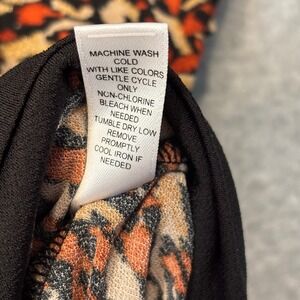 MACHINE WASH
COLD
WITH LIKE COLORS
GENTLE CYCLE
ONLY
NON-CHLORINE
BLEACH WHEN
NEEDED
TUMBLE DRY LOW
REMOVE
PROMPTLY
COOL IRON IF
NEEDED